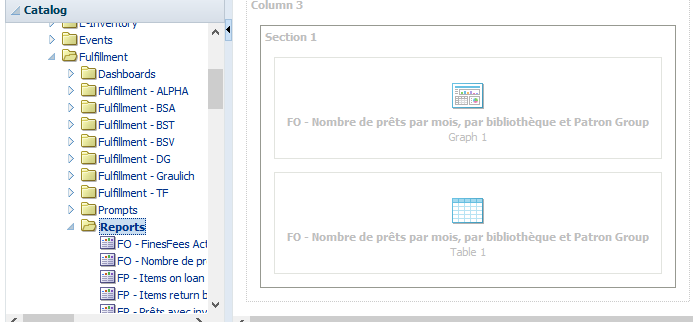 Catalog
E-Inventory
Events
Fulfillment
Dashboards
Fulfillment - ALPHA
Fulfillment - BSA
Fulfillment - BST
Fulfillment - BSV
Fulfillment - DG
Fulfillment - Graulich
Fulfillment - TF
Prompts
Reports
FO - FinesFees Act
FO - Nombre de pr
FP - Items on loan
FP - Items return b
FP - Prêts avec inv
Column 3
Section 1
FO - Nombre de prêts par mois, par bibliothèque et Patron Group
Graph 1
FO - Nombre de prêts par mois, par bibliothèque et Patron Group
Table 1